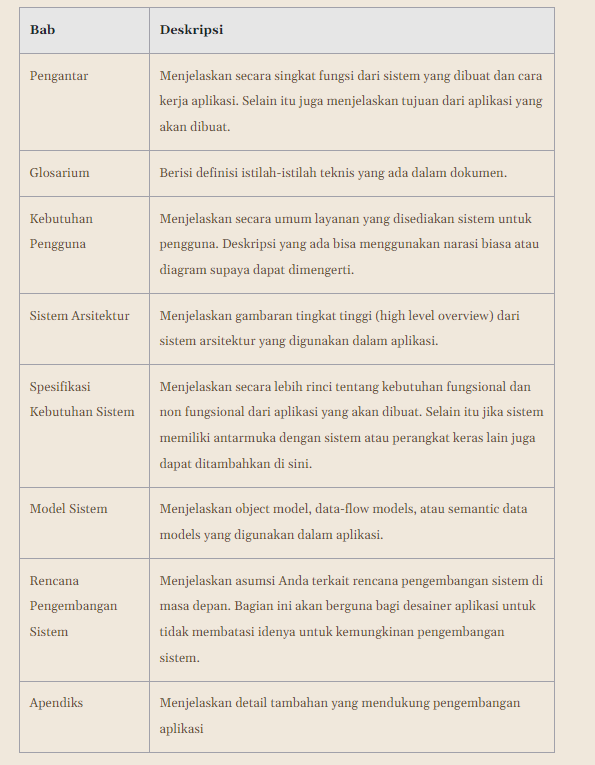 Bab
Deskripsi
Pengantar
Menjelaskan secara singkat fungsi dari sistem yang dibuat dan cara
kerja aplikasi. Selain itu juga menjelaskan tujuan dari aplikasi yang
akan dibuat.
Glosarium
Berisi definisi istilah-istilah teknis yang ada dalam dokumen.
Kebutuhan
Pengguna
Menjelaskan secara umum layanan yang disediakan sistem untuk
pengguna. Deskripsi yang ada bisa menggunakan narasi biasa atau
diagram supaya dapat dimengerti.
Sistem Arsitektur
Menjelaskan gambaran tingkat tinggi (high level overview) dari
sistem arsitektur yang digunakan dalam aplikasi.
Spesifikasi
Kebutuhan Sistem
Menjelaskan secara lebih rinci tentang kebutuhan fungsional dan
non fungsional dari aplikasi yang akan dibuat. Selain itu jika sistem
memiliki antarmuka dengan sistem atau perangkat keras lain juga
dapat ditambahkan di sini.
Model Sistem
Menjelaskan object model, data-flow models, atau semantic data
models yang digunakan dalam aplikasi.
Rencana
Pengembangan
Sistem
Menjelaskan asumsi Anda terkait rencana pengembangan sistem di
masa depan. Bagian ini akan berguna bagi desainer aplikasi untuk
tidak membatasi idenya untuk kemungkinan pengembangan
sistem.
Apendiks
Menjelaskan detail tambahan yang mendukung pengembangan
aplikasi